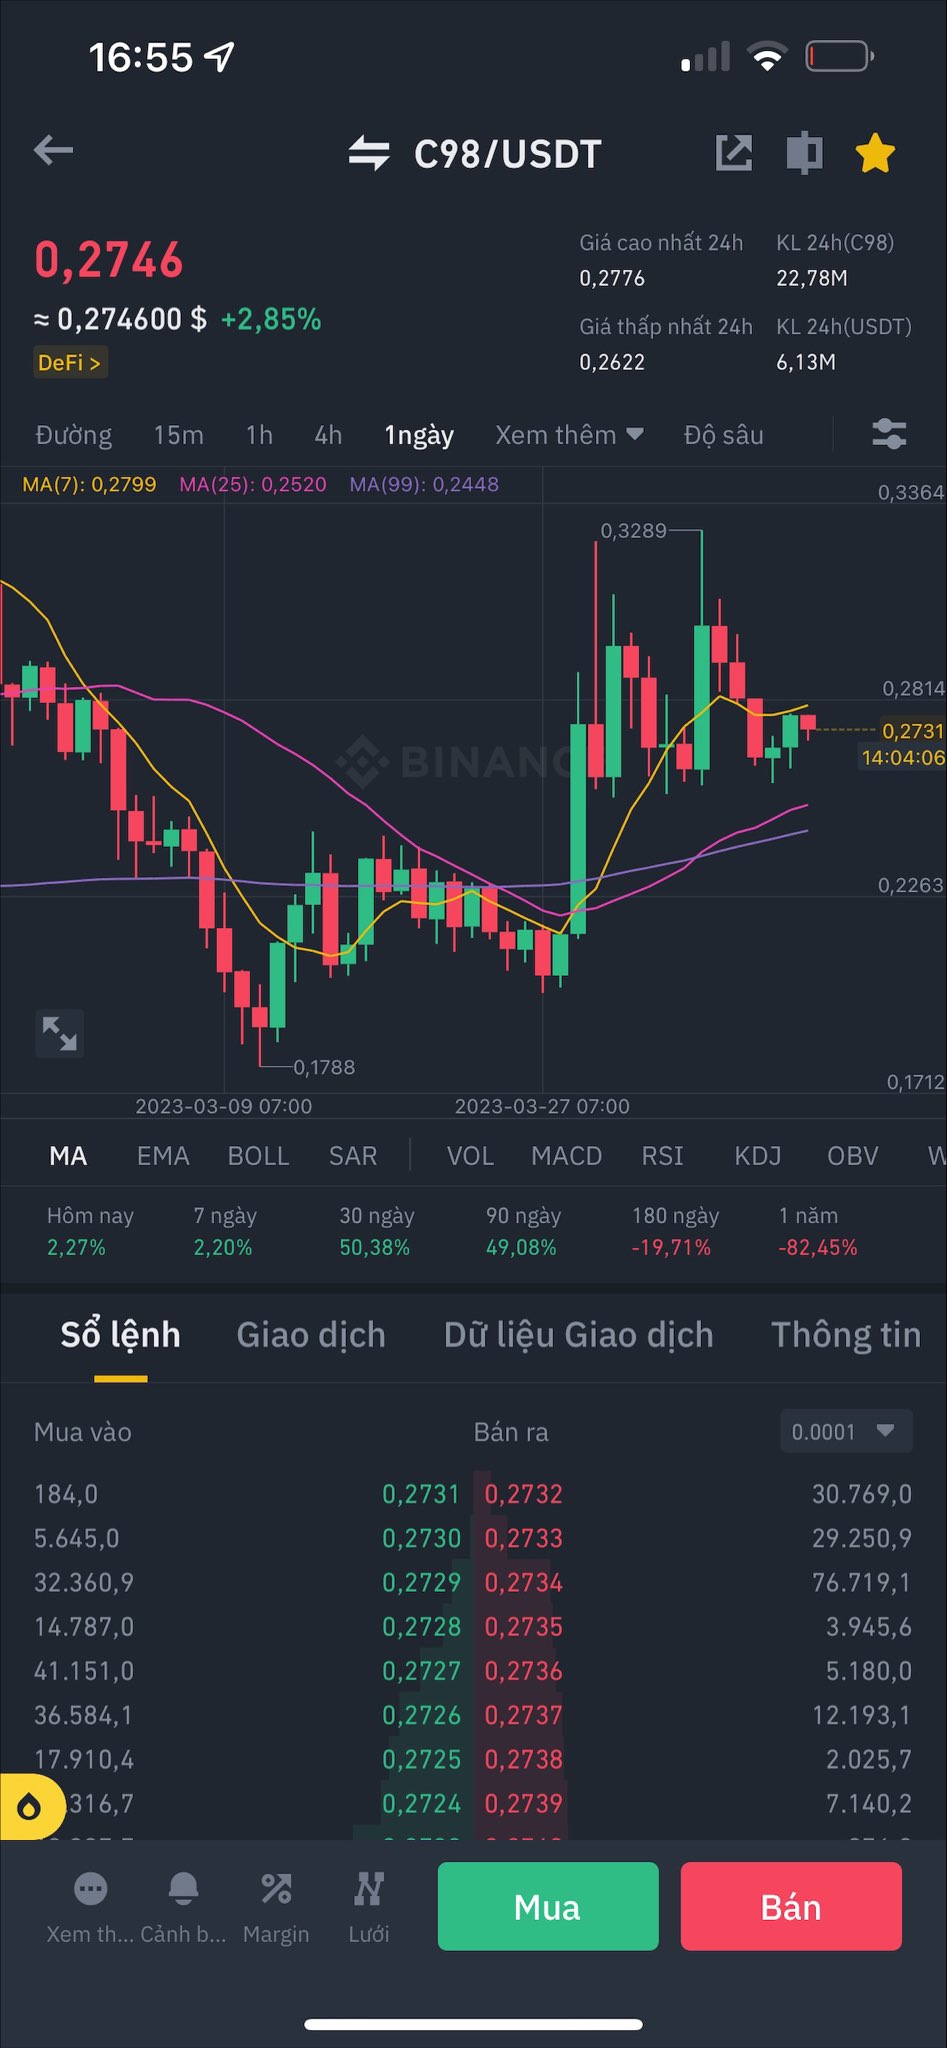 16:55
C98/USDT
0,2746
≈ 0,274600 $ +2,85%
DeFi >
Giá cao nhất 24h KL 24h(C98)
0,2776 22,78M
Giá thấp nhất 24h KL 24h(USDT)
0,2622 6,13M
Đường 15m 1h 4h 1ngày Xem thêm Độ sâu
MA(7): 0,2799 MA(25): 0,2520 MA(99): 0,2448
0,3364
0,3289
0,2814
0,2731
14:04:06
BINANC
0,2263
0,1788
0,1712
2023-03-09 07:00 2023-03-27 07:00
MA EMA BOLL SAR VOL MACD RSI KDJ OBV W
Hôm nay 7 ngày 30 ngày 90 ngày 180 ngày 1 năm
2,27% 2,20% 50,38% 49,08% -19,71% -82,45%
Sổ lệnh Giao dịch Dữ liệu Giao dịch Thông tin
Mua vào Bán ra 0.0001
184,0 0,2731 0,2732 30.769,0
5.645,0 0,2730 0,2733 29.250,9
32.360,9 0,2729 0,2734 76.719,1
14.787,0 0,2728 0,2735 3.945,6
41.151,0 0,2727 0,2736 5.180,0
36.584,1 0,2726 0,2737 12.193,1
17.910,4 0,2725 0,2738 2.025,7
.316,7 0,2724 0,2739 7.140,2
Xem th... Cảnh b... Margin Lưới
Mua Bán